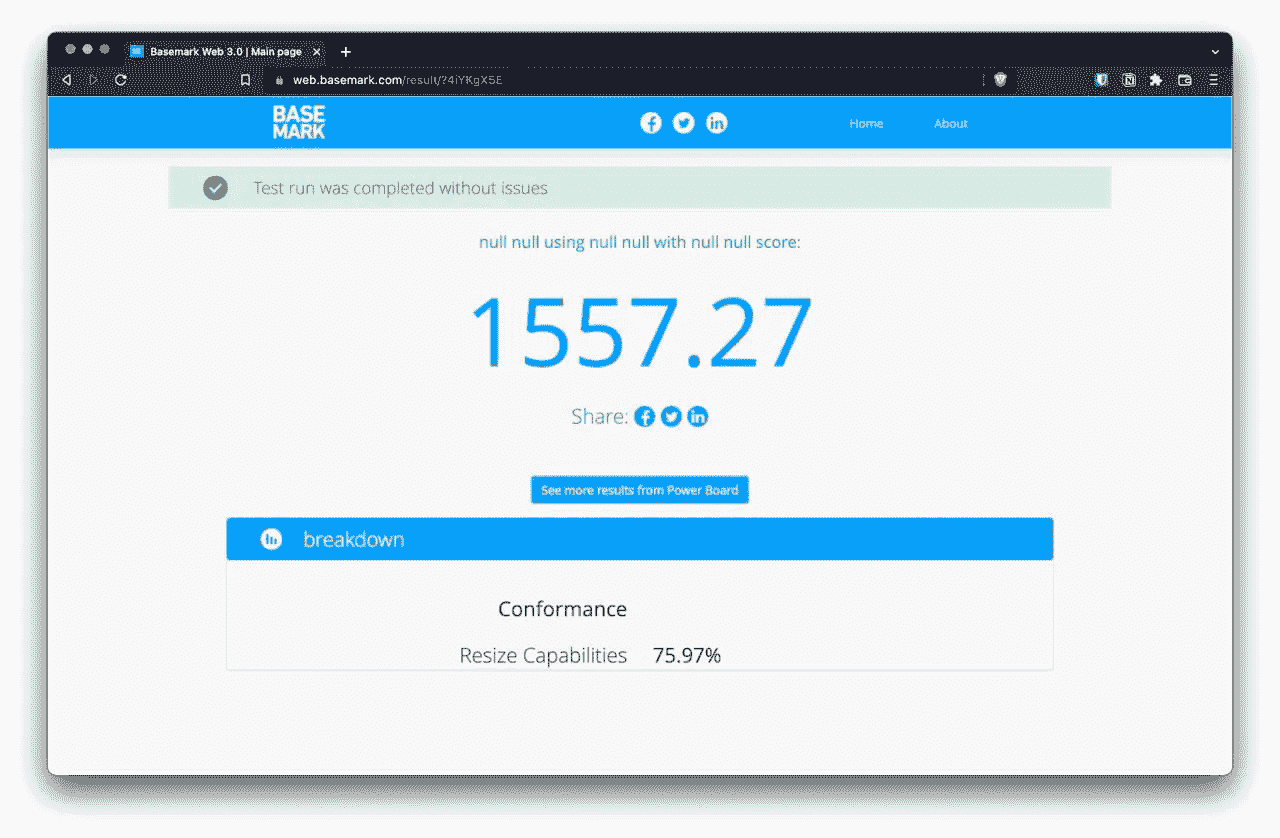 Basemark Web 3.0 | Main page
web.basemark.com/result/?4iYKgX5E
BASE
MARK
Home
About
Test run was completed without issues
null null using null null with null null score:
1557.27
Share:
See more results from Power Board
breakdown
Conformance
Resize Capabilities 75.97%